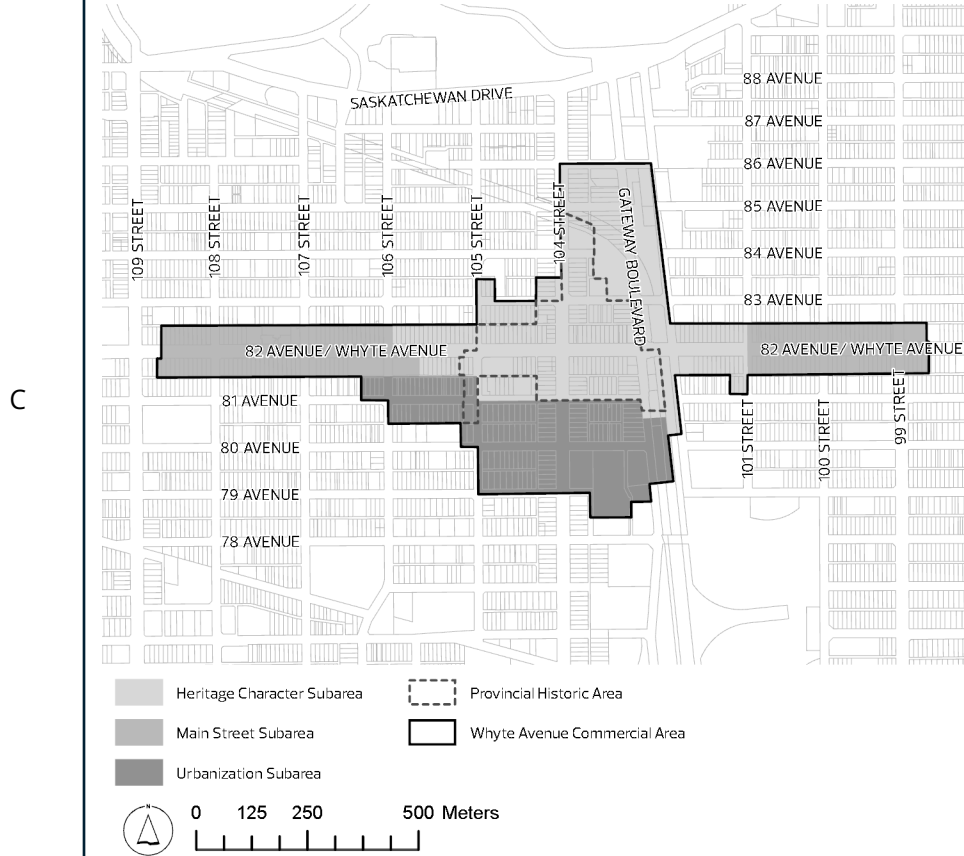 88 AVENUE
SASKATCHEWAN DRIVE
87 AVENUE
86 AVENUE
109 STREET
108 STREET
107 STREET
106 STREET
105 STREET
104 STREET
GATEWAY BOULEVARD
85 AVENUE
84 AVENUE
83 AVENUE
82 AVENUE/ WHYTE AVENUE
82 AVENUE/ WHYTE AVENUE
C
81 AVENUE
101 STREET
100 STREET
99 STREET
80 AVENUE
79 AVENUE
78 AVENUE
Heritage Character Subarea
Provincial Historic Area
Main Street Subarea
Whyte Avenue Commercial Area
Urbanization Subarea
N
0 125 250 500 Meters